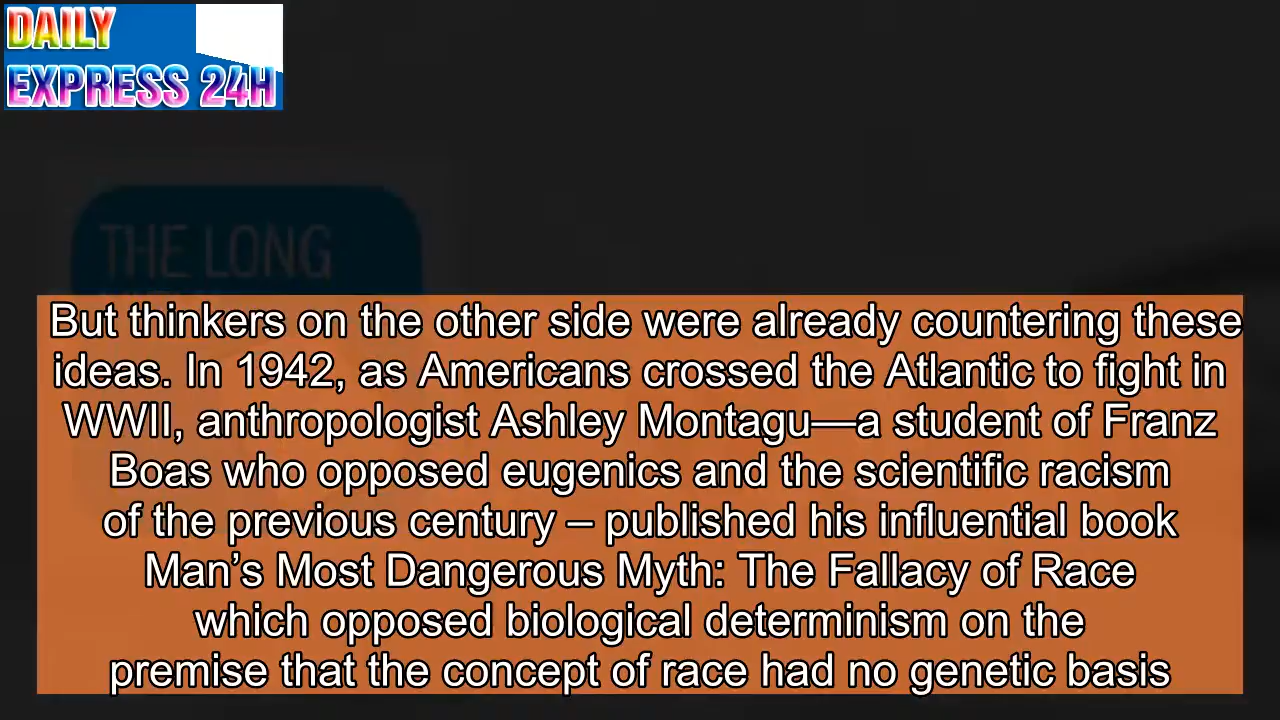 DAILY
EXPRESS 24H
THE LONG
But thinkers on the other side were already countering these
ideas. In 1942, as Americans crossed the Atlantic to fight in
WWII, anthropologist Ashley Montagu—a student of Franz
Boas who opposed eugenics and the scientific racism
of the previous century – published his influential book
Man’s Most Dangerous Myth: The Fallacy of Race
which opposed biological determinism on the
premise that the concept of race had no genetic basis